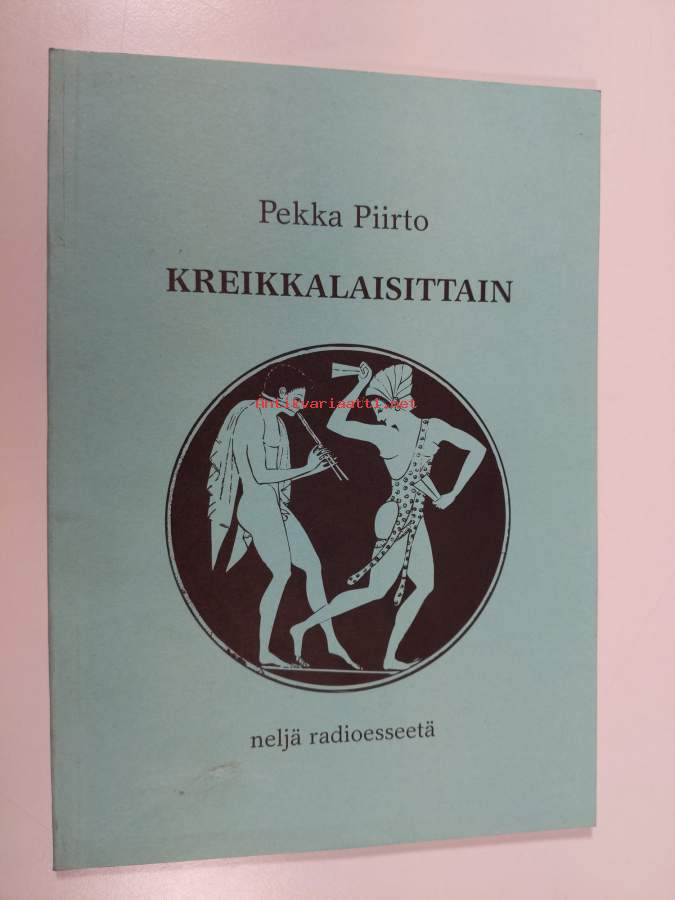 Pekka Piirto
KREIKKALAISITTAIN
Antikvariaatti.net
neljä radioesseetä